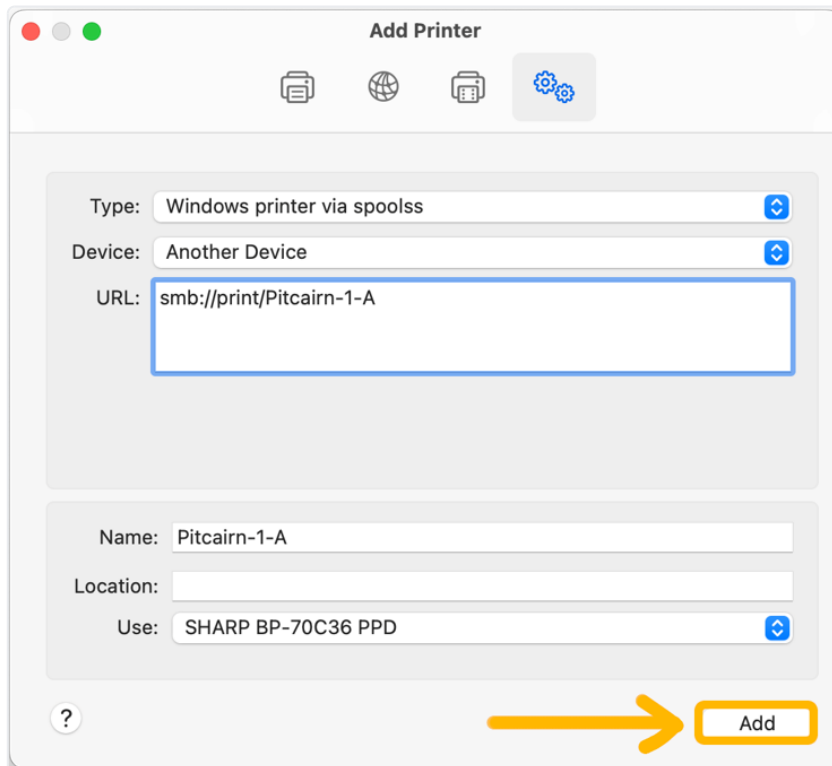 Add Printer
Type: Windows printer via spoolss
Device: Another Device
URL: smb://print/Pitcairn-1-A
Name: Pitcairn-1-A
Location:
Use: SHARP BP-70C36 PPD
? Add